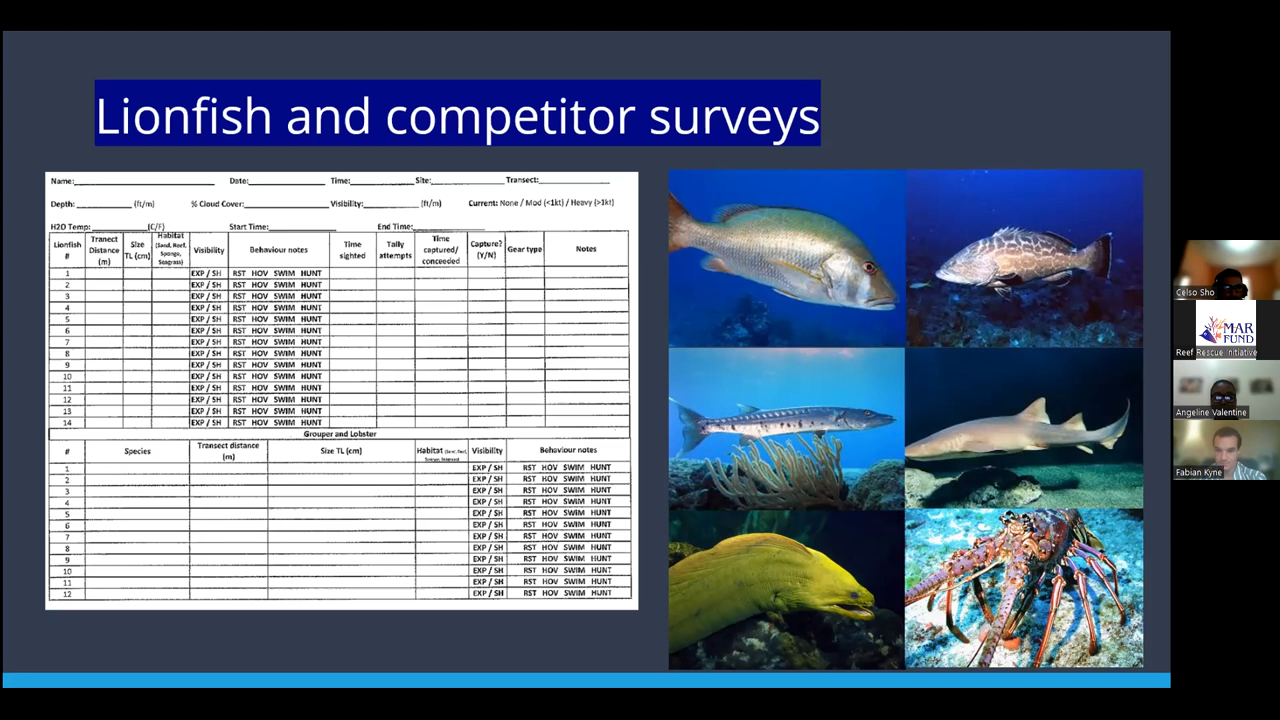 Lionfish and competitor surveys
Name: Date: Time: Site: Transect:
Depth: (ft/m) % Cloud Cover: Visibility: (ft/m) Current: None / Mod (<1kt) / Heavy (>1kt)
H2O Temp: (C/F) Start Time: End Time:
Lionfish # Tranect Distance (m) Size TL (cm) Habitat (Sand, Reef, Sponge, Seagrass) Visibility Behaviour notes Time sighted Tally attempts Time captured/ conceeded Capture? (Y/N) Gear type Notes
1 EXP / SH RST HOV SWIM HUNT
2 EXP / SH RST HOV SWIM HUNT
3 EXP / SH RST HOV SWIM HUNT
4 EXP / SH RST HOV SWIM HUNT
5 EXP / SH RST HOV SWIM HUNT
6 EXP / SH RST HOV SWIM HUNT
7 EXP / SH RST HOV SWIM HUNT
8 EXP / SH RST HOV SWIM HUNT
9 EXP / SH RST HOV SWIM HUNT
10 EXP / SH RST HOV SWIM HUNT
11 EXP / SH RST HOV SWIM HUNT
12 EXP / SH RST HOV SWIM HUNT
13 EXP / SH RST HOV SWIM HUNT
14 EXP / SH RST HOV SWIM HUNT
Grouper and Lobster
# Species Transect distance (m) Size TL (cm) Habitat Visibility Behaviour notes
1 EXP / SH RST HOV SWIM HUNT
2 EXP / SH RST HOV SWIM HUNT
3 EXP / SH RST HOV SWIM HUNT
4 EXP / SH RST HOV SWIM HUNT
5 EXP / SH RST HOV SWIM HUNT
6 EXP / SH RST HOV SWIM HUNT
7 EXP / SH RST HOV SWIM HUNT
8 EXP / SH RST HOV SWIM HUNT
9 EXP / SH RST HOV SWIM HUNT
10 EXP / SH RST HOV SWIM HUNT
11 EXP / SH RST HOV SWIM HUNT
12 EXP / SH RST HOV SWIM HUNT
Celso Sho
MAR
FUND
Reef Rescue Initiative
Angeline Valentine
Fabian Kyne